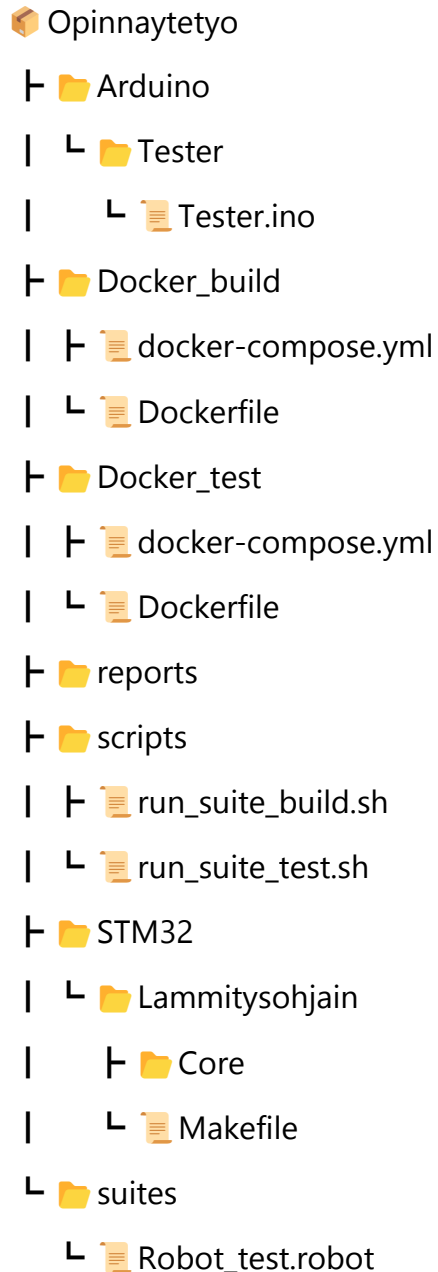 Opinnaytetyo
Arduino
Tester
Tester.ino
Docker_build
docker-compose.yml
Dockerfile
Docker_test
docker-compose.yml
Dockerfile
reports
scripts
run_suite_build.sh
run_suite_test.sh
STM32
Lammitysohjain
Core
Makefile
suites
Robot_test.robot